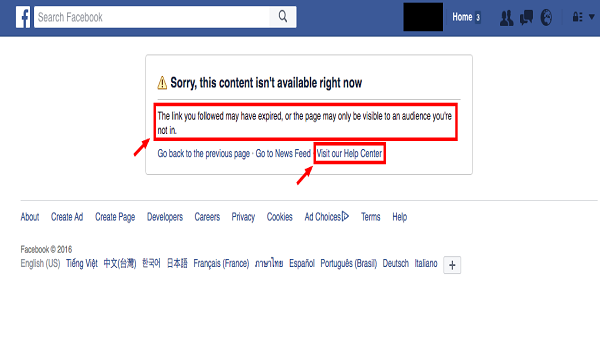 f Search Facebook Home 3
Sorry, this content isn't available right now
The link you followed may have expired, or the page may only be visible to an audience you're
not in.
Go back to the previous page · Go to News Feed · Visit our Help Center
About Create Ad Create Page Developers Careers Privacy Cookies Ad Choices Terms Help
Facebook © 2016
English (US) Tiếng Việt 中文(台灣) 한국어 日本語 Français (France) ภาษาไทย Español Português (Brasil) Deutsch Italiano +